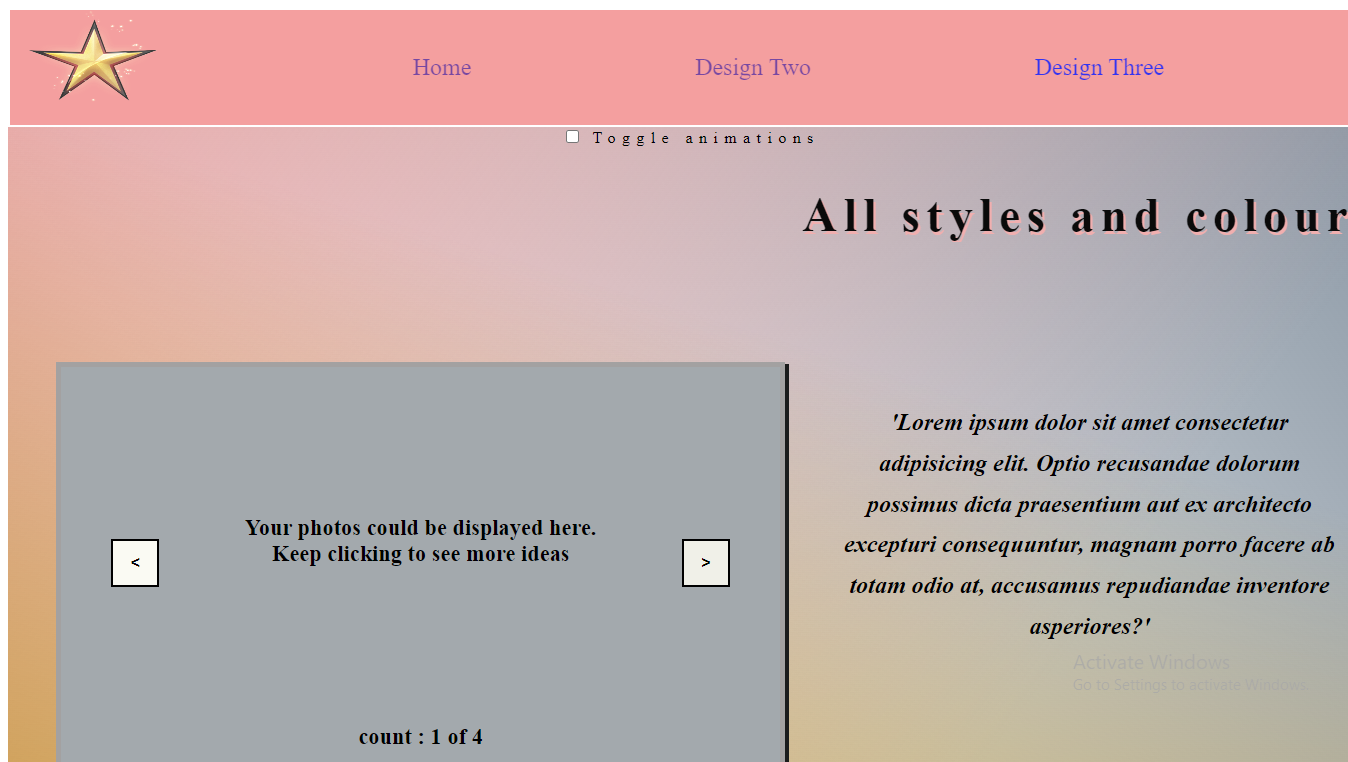 Home Design Two Design Three
Toggle animations
All styles and colour
'Lorem ipsum dolor sit amet consectetur
adipisicing elit. Optio recusandae dolorum
possimus dicta praesentium aut ex architecto
excepturi consequuntur, magnam porro facere ab
totam odio at, accusamus repudiandae inventore
asperiores?'
Your photos could be displayed here.
Keep clicking to see more ideas
< >
count : 1 of 4
Activate Windows
Go to Settings to activate Windows.